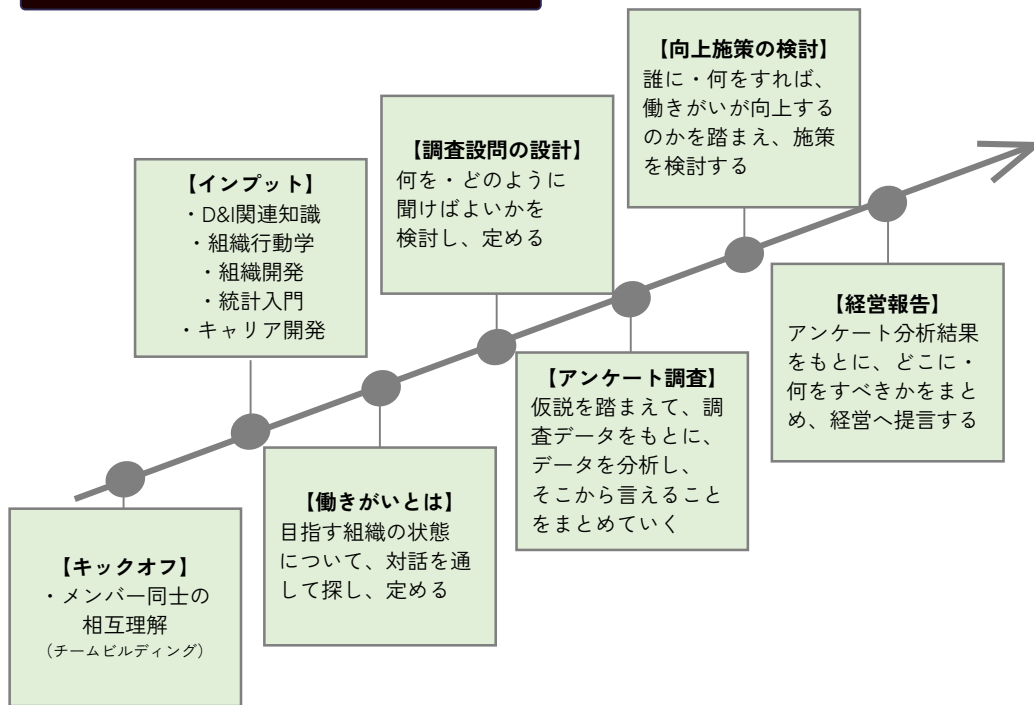 【キックオフ】
・メンバー同士の
相互理解
（チームビルディング）
【インプット】
・D&I関連知識
・組織行動学
・組織開発
・統計入門
・キャリア開発
【働きがいとは】
目指す組織の状態
について、対話を通
して探し、定める
【調査設問の設計】
何を・どのように
聞けばよいかを
検討し、定める
【アンケート調査】
仮説を踏まえて、調
査データをもとに、
データを分析し、
そこから言えること
をまとめていく
【向上施策の検討】
誰に・何をすれば、
働きがいが向上する
のかを踏まえ、施策
を検討する
【経営報告】
アンケート分析結果
をもとに、どこに・
何をすべきかをまと
め、経営へ提言する